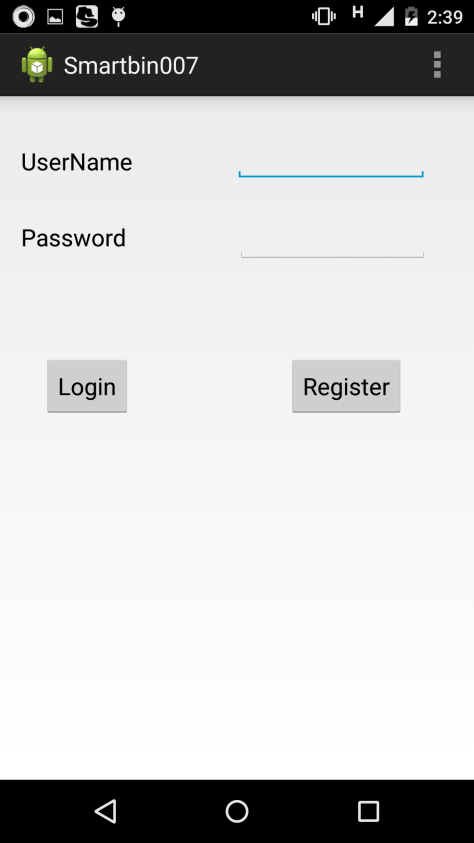 H 2:39
Smartbin007
UserName
Password
Login Register